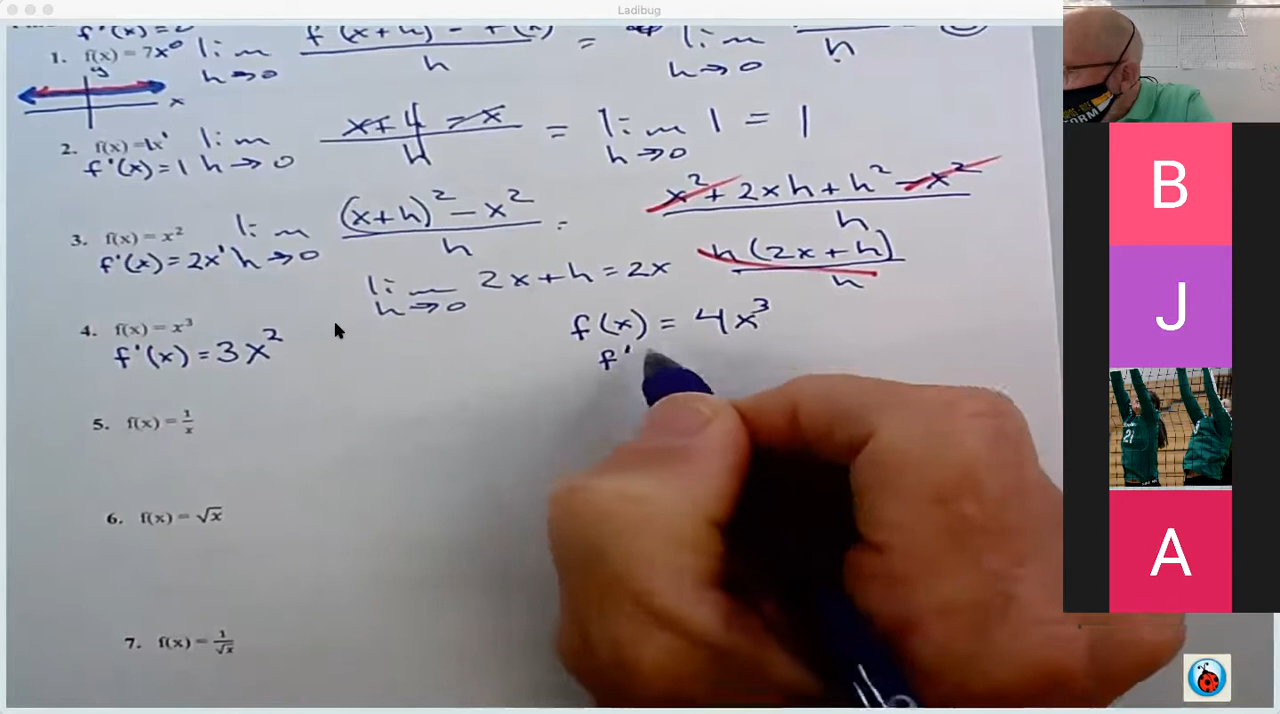 Ladibug
f'(x) =
1. f(x) = 7x⁰ lim h→0 f(x+h) - f(x) / h = lim h→0 / h
y
x
2. f(x) = 1x¹ lim h→0 x+h-x / h = lim h→0 1 = 1
f'(x) = 1
3. f(x) = x² lim h→0 (x+h)² - x² / h = x² + 2xh + h² - x² / h
f'(x) = 2x¹
lim h→0 2x+h = 2x h(2x+h) / h
4. f(x) = x³ f(x) = 4x³
f'(x) = 3x² f'
5. f(x) = 1/x
6. f(x) = √x
7. f(x) = 1/√x
B
J
21
A